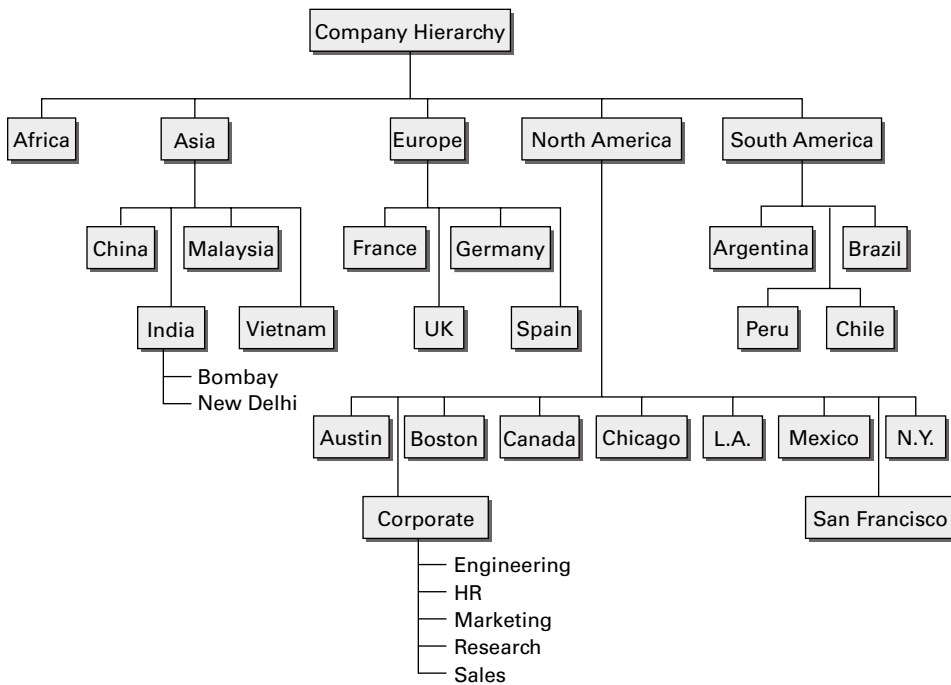 Company Hierarchy
Africa
Asia
Europe
North America
South America
China
Malaysia
France
Germany
Argentina
Brazil
India
Vietnam
UK
Spain
Peru
Chile
Bombay
New Delhi
Austin
Boston
Canada
Chicago
L.A.
Mexico
N.Y.
Corporate
San Francisco
Engineering
HR
Marketing
Research
Sales